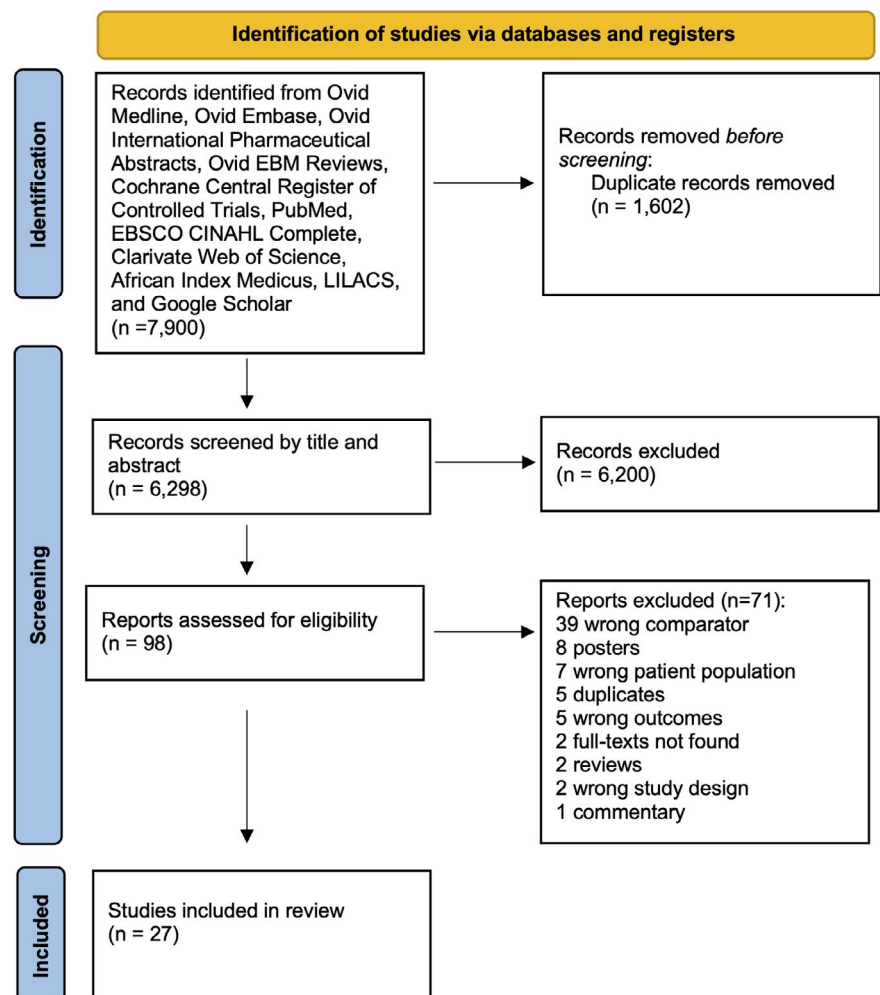 Identification of studies via databases and registers
Identification
Records identified from Ovid
Medline, Ovid Embase, Ovid
International Pharmaceutical
Abstracts, Ovid EBM Reviews,
Cochrane Central Register of
Controlled Trials, PubMed,
EBSCO CINAHL Complete,
Clarivate Web of Science,
African Index Medicus, LILACS,
and Google Scholar
(n =7,900)
Records removed before
screening:
Duplicate records removed
(n = 1,602)
Screening
Records screened by title and
abstract
(n = 6,298)
Records excluded
(n = 6,200)
Reports assessed for eligibility
(n = 98)
Reports excluded (n=71):
39 wrong comparator
8 posters
7 wrong patient population
5 duplicates
5 wrong outcomes
2 full-texts not found
2 reviews
2 wrong study design
1 commentary
Included
Studies included in review
(n = 27)